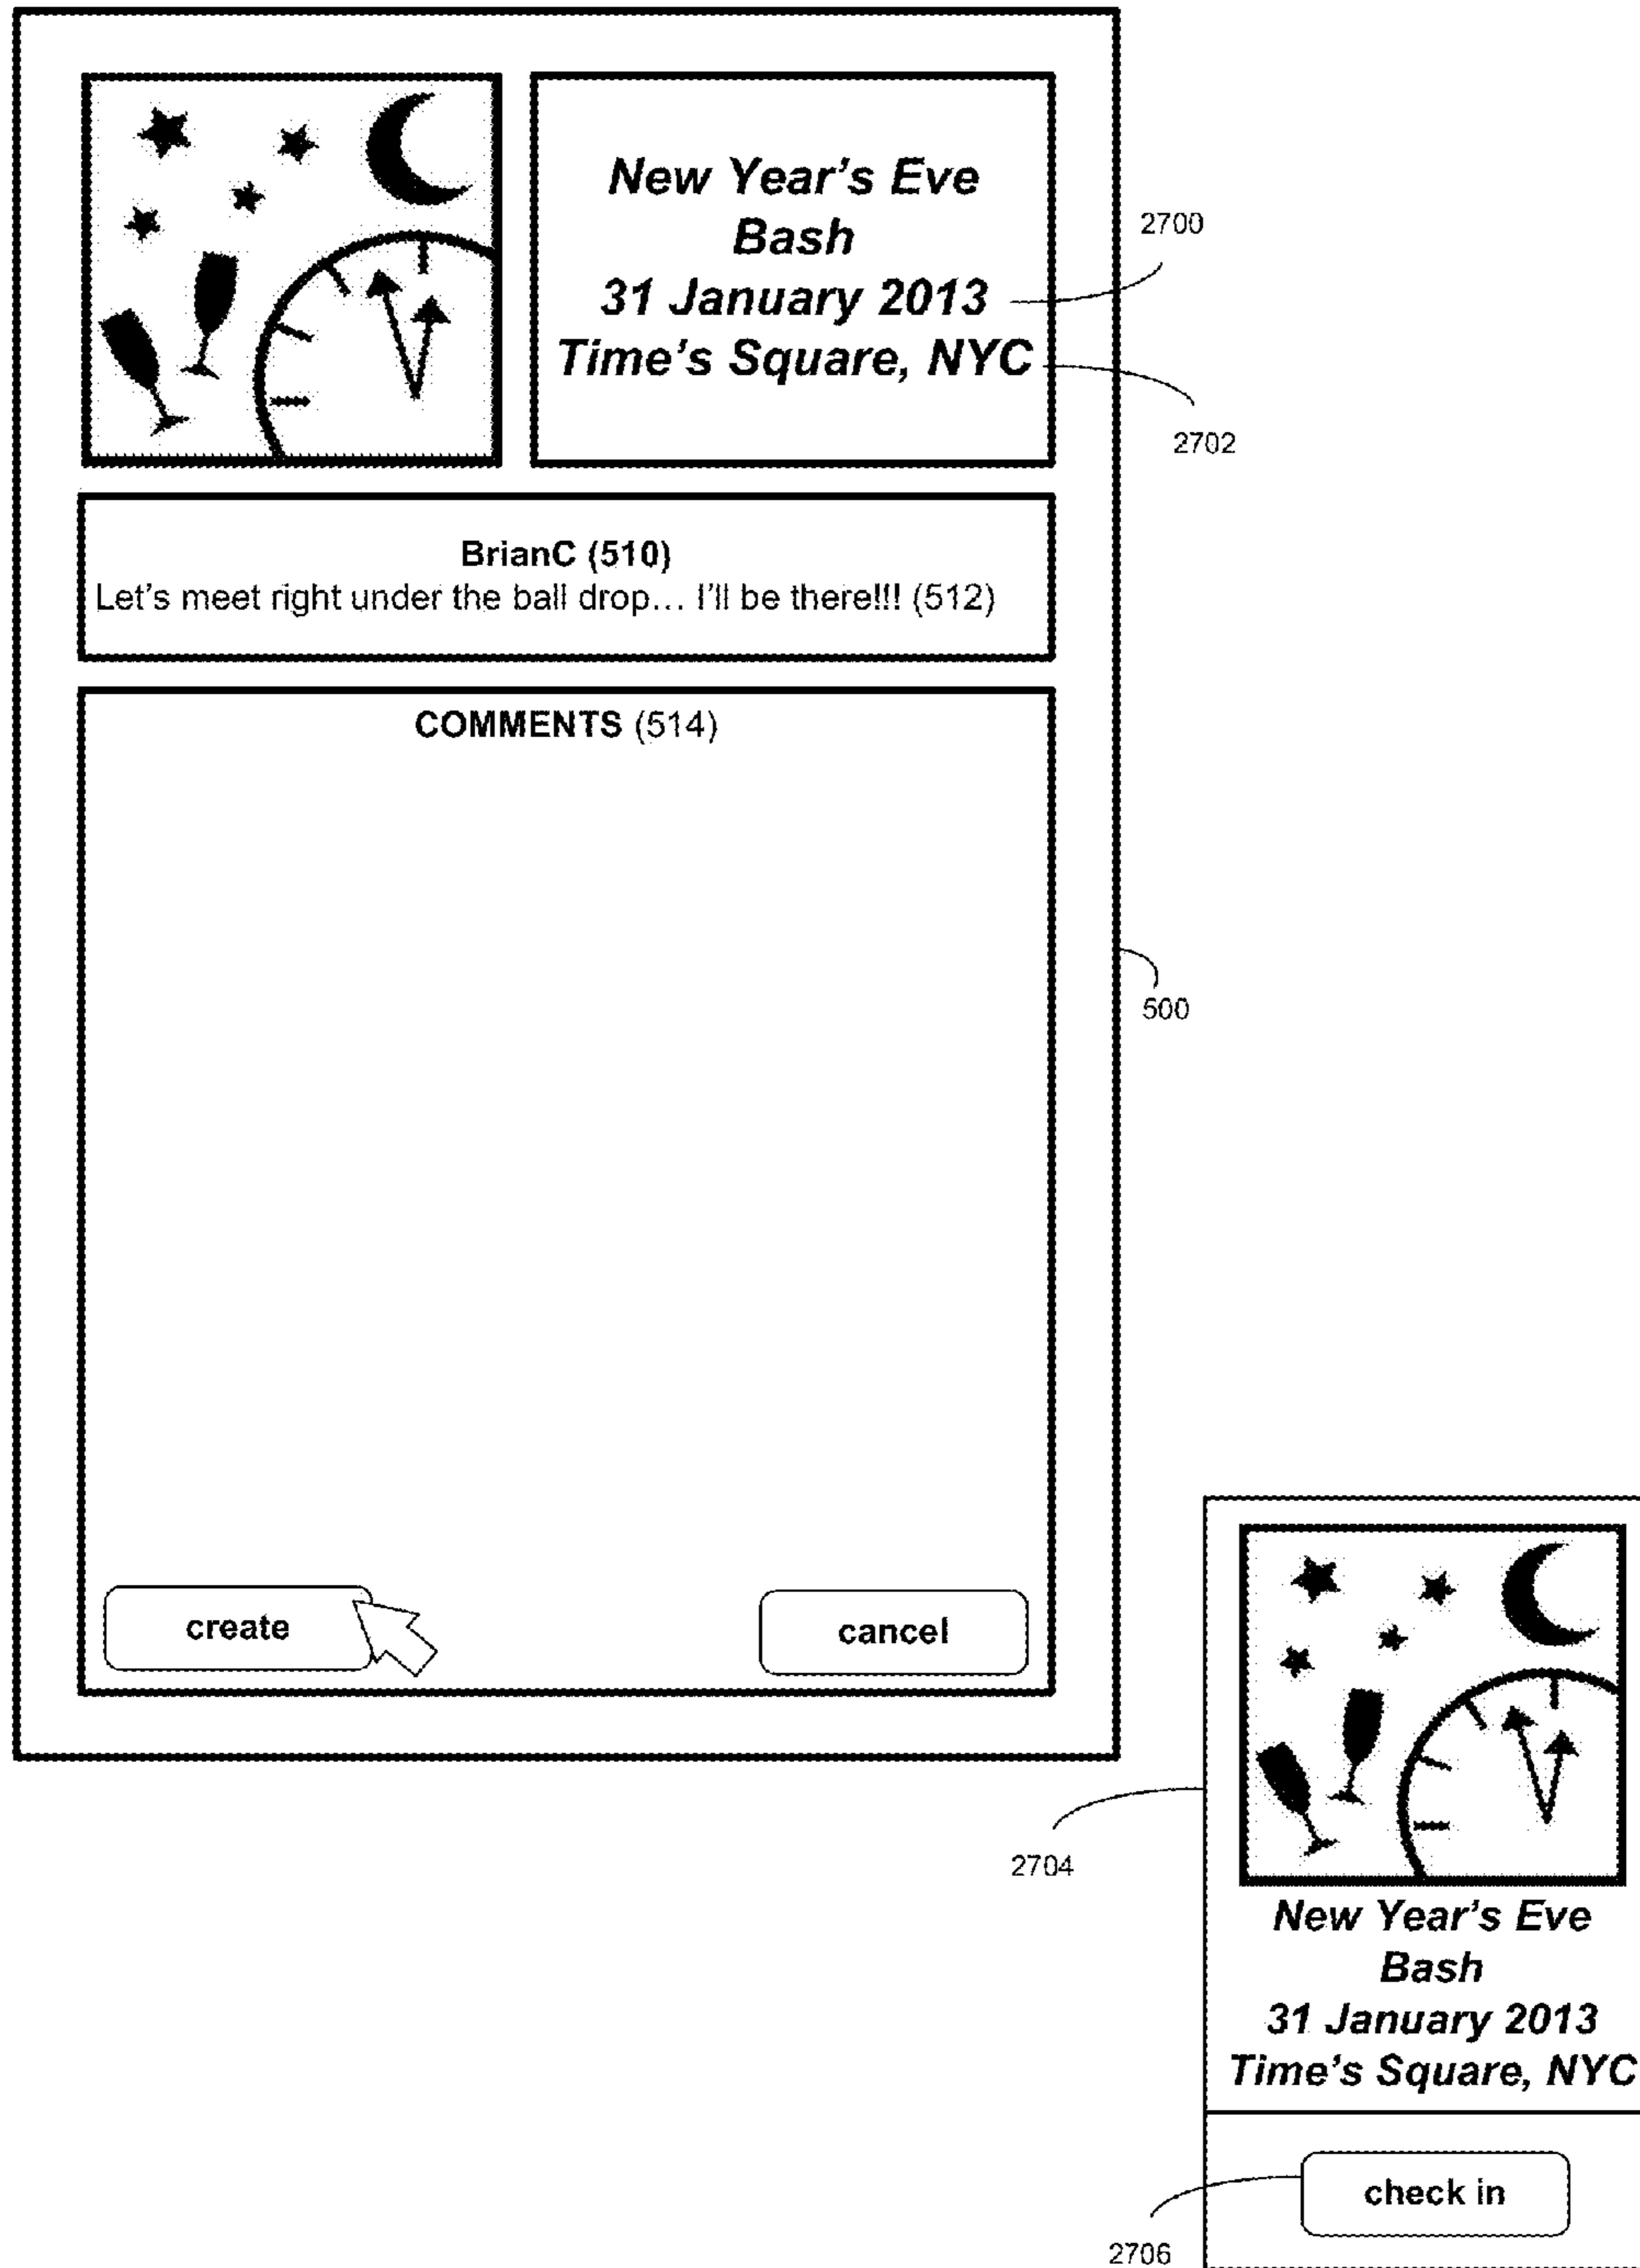 New Year's Eve
Bash
31 January 2013
Time's Square, NYC
2700
2702
BrianC (510)
Let's meet right under the ball drop... I'll be there!!! (512)
COMMENTS (514)
500
create
cancel
2704
New Year's Eve
Bash
31 January 2013
Time's Square, NYC
check in
2706